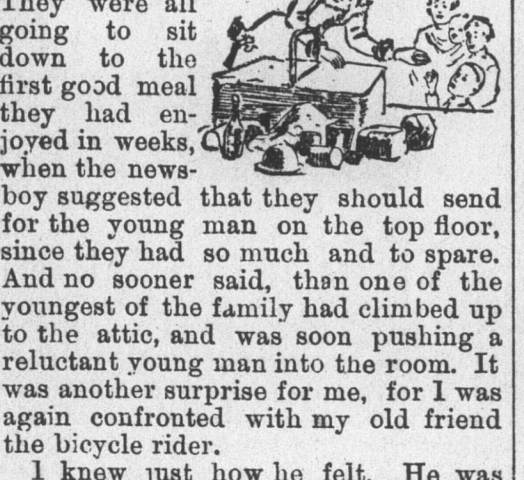 They were all
going to sit
down to the
first good meal
they had en-
joyed in weeks,
when the news-
boy suggested that they should send
for the young man on the top floor,
since they had so much and to spare.
And no sooner said, than one of the
youngest of the family had climbed up
to the attic, and was soon pushing a
reluctant young man into the room. It
was another surprise for me, for I was
again confronted with my old friend
the bicycle rider.
I knew just how he felt. He was